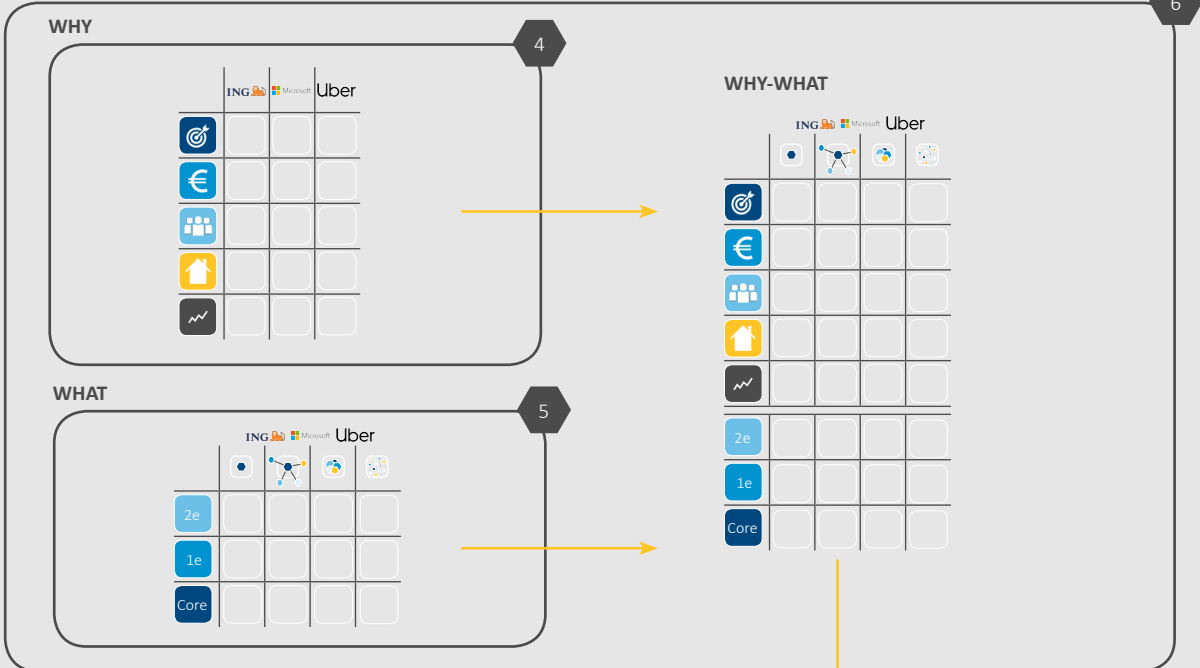 6
WHY
4
ING Microsoft Uber
€
WHY-WHAT
ING Microsoft Uber
€
2e
1e
Core
WHAT
5
ING Microsoft Uber
2e
1e
Core